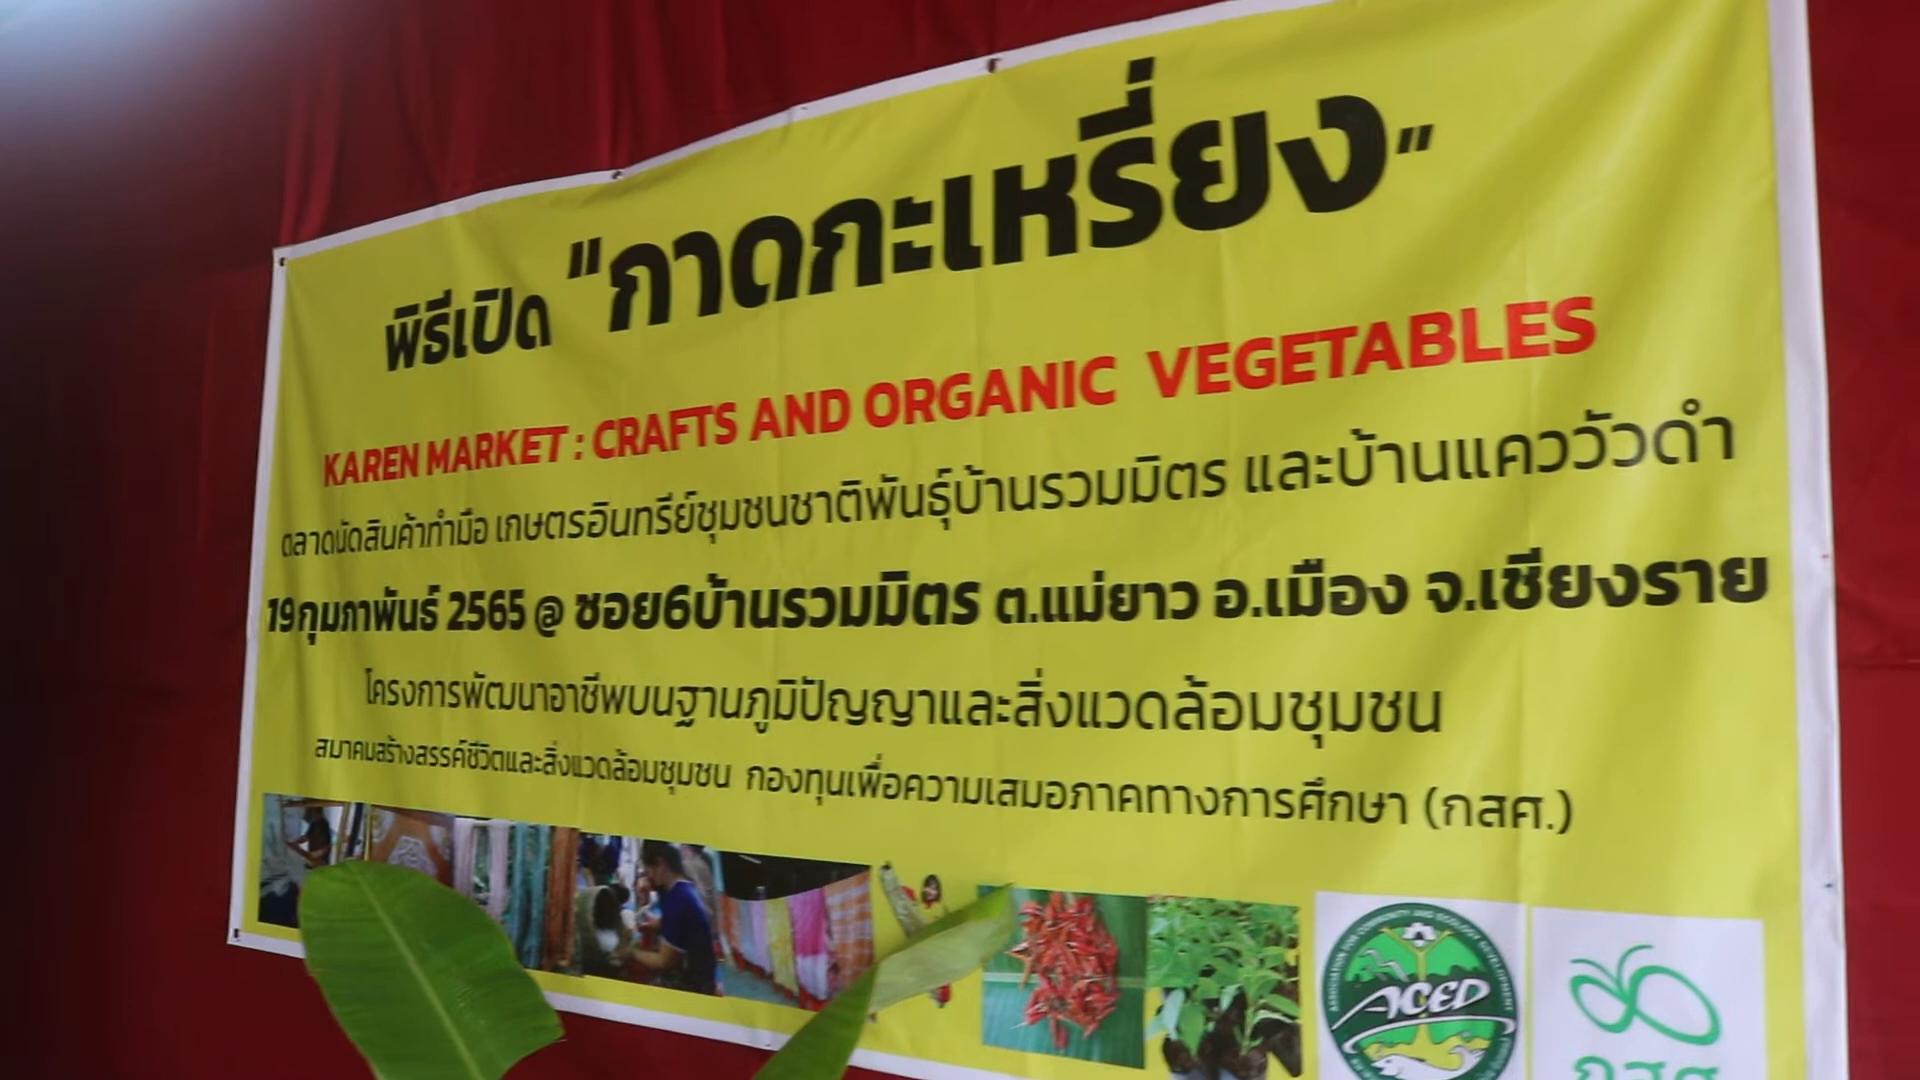 พิธีเปิด "กาดกะเหรี่ยง"
KAREN MARKET : CRAFTS AND ORGANIC VEGETABLES
ตลาดนัดสินค้าทำมือ เกษตรอินทรีย์ชุมชนชาติพันธุ์บ้านรวมมิตร และบ้านแควววัวดำ
19 กุมภาพันธ์ 2565 @ ซอย6บ้านรวมมิตร ต.แม่ยาว อ.เมือง จ.เชียงราย
โครงการพัฒนาอาชีพบนฐานภูมิปัญญาและสิ่งแวดล้อมชุมชน
สมาคมสร้างสรรค์ชีวิตและสิ่งแวดล้อมชุมชน กองทุนเพื่อความเสมอภาคทางการศึกษา (กสศ.)
ASSOCIATION FOR COMMUNITY AND ECOLOGY DEVELOPMENT
ACED
กสศ